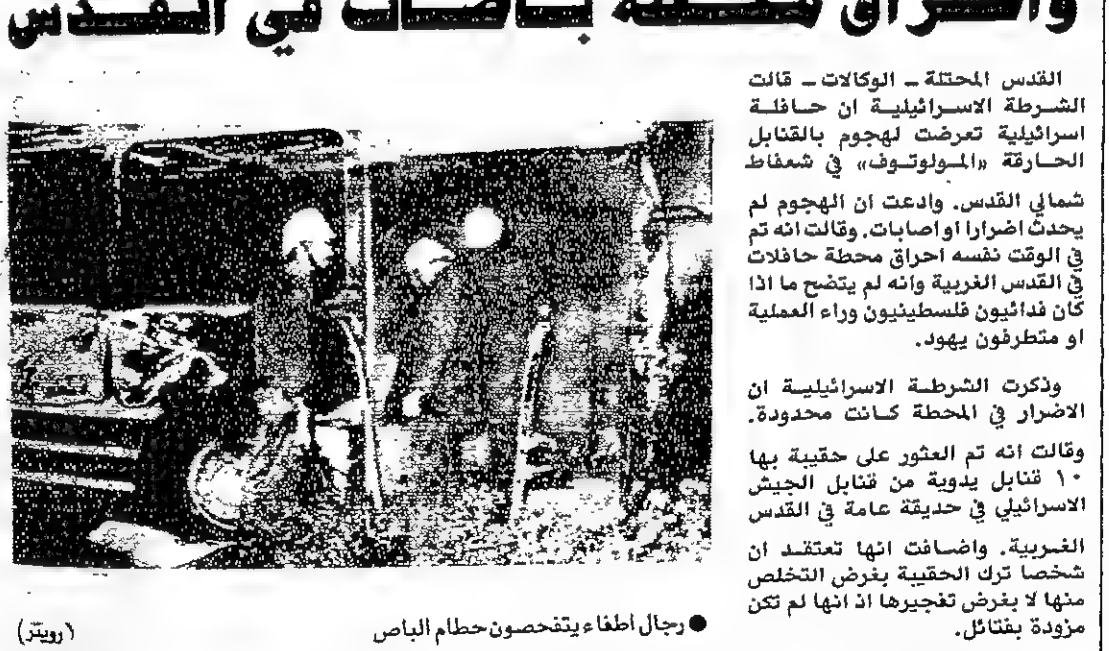 واحراق محطة باصات في القدس
القدس المحتلة ـ الوكالات ـ قالت
الشرطة الاسرائيلية ان حافلة
اسرائيلية تعرضت لهجوم بالقنابل
الحارقة «المولوتوف» في شعفاط
شمالي القدس. وادعت ان الهجوم لم
يحدث اضرارا او اصابات. وقالت انه تم
في الوقت نفسه احراق محطة حافلات
في القدس الغربية وانه لم يتضح ما اذا
كان فدائيون فلسطينيون وراء العملية
او متطرفون يهود.
وذكرت الشرطة الاسرائيلية ان
الاضرار في المحطة كانت محدودة.
وقالت انه تم العثور على حقيبة بها
١٠ قنابل يدوية من قنابل الجيش
الاسرائيلي في حديقة عامة في القدس
الغربية. واضافت انها تعتقد ان
شخصا ترك الحقيبة بغرض التخلص
منها لا بغرض تفجيرها اذ انها لم تكن
مزودة بفتائل.
● رجال اطفاء يتفحصون حطام الباص
(رويتر)